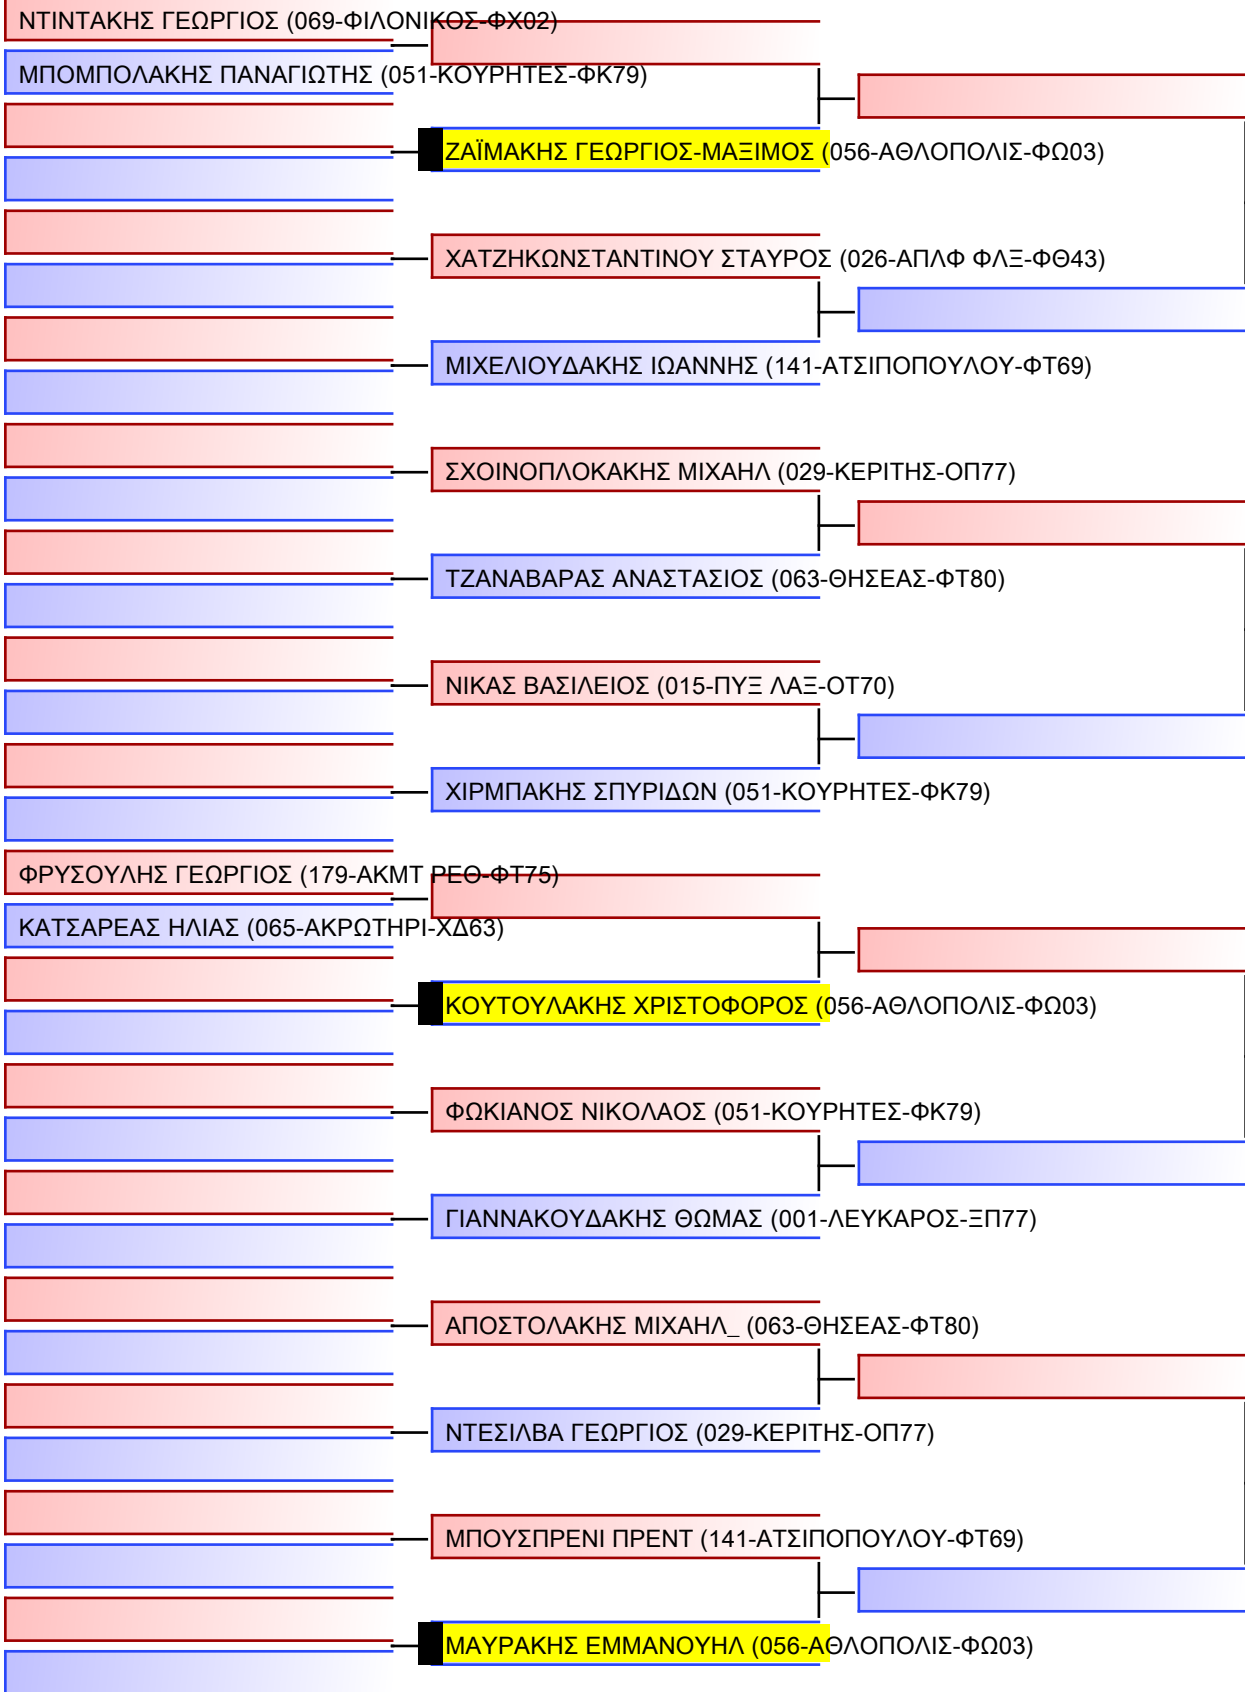 ΝΤΙΝΤΑΚΗΣ ΓΕΩΡΓΙΟΣ (069-ΦΙΛΟΝΙΚΟΣ-ΦΧ02)
ΜΠΟΜΠΟΛΑΚΗΣ ΠΑΝΑΓΙΩΤΗΣ (051-ΚΟΥΡΗΤΕΣ-ΦΚ79)
ΖΑΪΜΑΚΗΣ ΓΕΩΡΓΙΟΣ-ΜΑΞΙΜΟΣ (056-ΑΘΛΟΠΟΛΙΣ-ΦΩ03)
ΧΑΤΖΗΚΩΝΣΤΑΝΤΙΝΟΥ ΣΤΑΥΡΟΣ (026-ΑΠΛΦ ΦΛΞ-ΦΘ43)
ΜΙΧΕΛΙΟΥΔΑΚΗΣ ΙΩΑΝΝΗΣ (141-ΑΤΣΙΠΟΠΟΥΛΟΥ-ΦΤ69)
ΣΧΟΙΝΟΠΛΟΚΑΚΗΣ ΜΙΧΑΗΛ (029-ΚΕΡΙΤΗΣ-ΟΠ77)
ΤΖΑΝΑΒΑΡΑΣ ΑΝΑΣΤΑΣΙΟΣ (063-ΘΗΣΕΑΣ-ΦΤ80)
ΝΙΚΑΣ ΒΑΣΙΛΕΙΟΣ (015-ΠΥΞ ΛΑΞ-ΟΤ70)
ΧΙΡΜΠΑΚΗΣ ΣΠΥΡΙΔΩΝ (051-ΚΟΥΡΗΤΕΣ-ΦΚ79)
ΦΡΥΣΟΥΛΗΣ ΓΕΩΡΓΙΟΣ (179-ΑΚΜΤ ΡΕΘ-ΦΤ75)
ΚΑΤΣΑΡΕΑΣ ΗΛΙΑΣ (065-ΑΚΡΩΤΗΡΙ-ΧΔ63)
ΚΟΥΤΟΥΛΑΚΗΣ ΧΡΙΣΤΟΦΟΡΟΣ (056-ΑΘΛΟΠΟΛΙΣ-ΦΩ03)
ΦΩΚΙΑΝΟΣ ΝΙΚΟΛΑΟΣ (051-ΚΟΥΡΗΤΕΣ-ΦΚ79)
ΓΙΑΝΝΑΚΟΥΔΑΚΗΣ ΘΩΜΑΣ (001-ΛΕΥΚΑΡΟΣ-ΞΠ77)
ΑΠΟΣΤΟΛΑΚΗΣ ΜΙΧΑΗΛ_ (063-ΘΗΣΕΑΣ-ΦΤ80)
ΝΤΕΣΙΛΒΑ ΓΕΩΡΓΙΟΣ (029-ΚΕΡΙΤΗΣ-ΟΠ77)
ΜΠΟΥΣΠΡΕΝΙ ΠΡΕΝΤ (141-ΑΤΣΙΠΟΠΟΥΛΟΥ-ΦΤ69)
ΜΑΥΡΑΚΗΣ ΕΜΜΑΝΟΥΗΛ (056-ΑΘΛΟΠΟΛΙΣ-ΦΩ03)